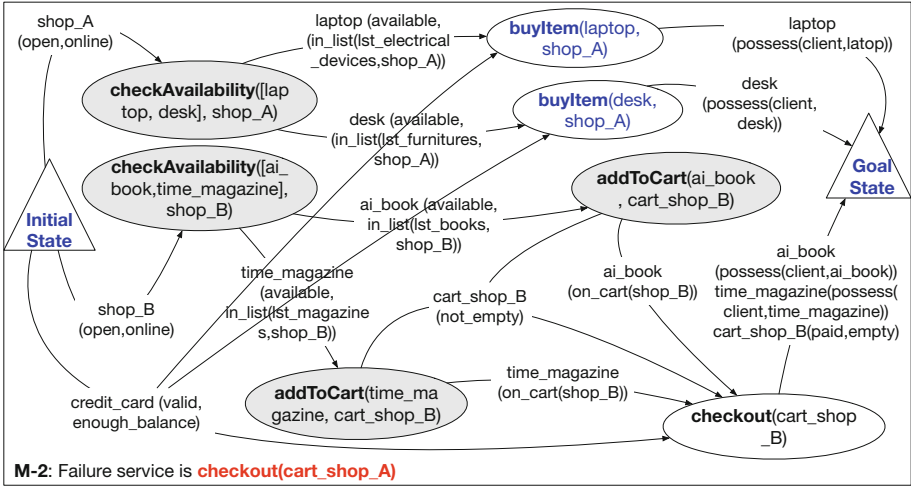 shop_A
(open,online)
laptop (available,
(in_list(lst_electrical
_devices,shop_A))
buyItem(laptop,
shop_A)
laptop
(possess(client,latop))
checkAvailability([lap
top, desk], shop_A)
desk (available,
(in_list(lst_furnitures,
shop_A))
buyItem(desk,
shop_A)
desk
(possess(client,
desk))
checkAvailability([ai_
book,time_magazine],
shop_B)
Initial
State
Goal
State
addToCart(ai_book
, cart_shop_B)
ai_book (available,
in_list(lst_books,
shop_B))
shop_B
(open,online)
time_magazine
(available,
in_list(lst_magazine
s,shop_B))
cart_shop_B
(not_empty)
ai_book
(on_cart(shop_B))
ai_book
(possess(client,ai_book))
time_magazine(possess(
client,time_magazine))
cart_shop_B(paid,empty)
credit_card (valid,
enough_balance)
addToCart(time_ma
gazine, cart_shop_B)
time_magazine
(on_cart(shop_B))
checkout(cart_shop
_B)
M-2: Failure service is checkout(cart_shop_A)